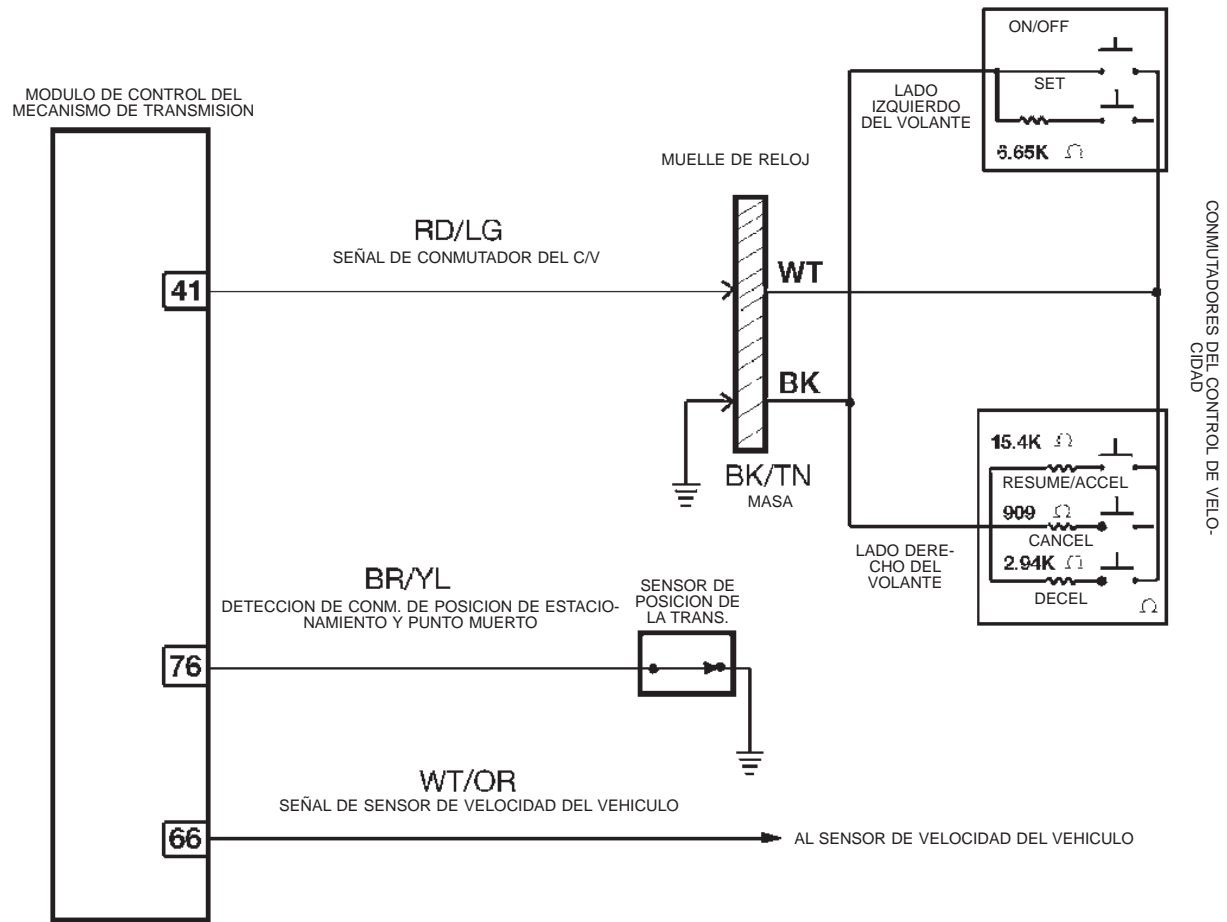 ON/OFF
SET
6.65K Ω
LADO
IZQUIERDO
DEL VOLANTE
MODULO DE CONTROL DEL
MECANISMO DE TRANSMISION
MUELLE DE RELOJ
RD/LG
SEÑAL DE CONMUTADOR DEL C/V
41
WT
BK
BK/TN
MASA
CONMUTADORES DEL CONTROL DE VELO-
CIDAD
15.4K Ω
RESUME/ACCEL
909 Ω
CANCEL
2.94K Ω
DECEL
Ω
LADO DERE-
CHO DEL
VOLANTE
BR/YL
DETECCION DE CONM. DE POSICION DE ESTACIO-
NAMIENTO Y PUNTO MUERTO
SENSOR DE
POSICION DE
LA TRANS.
76
WT/OR
SEÑAL DE SENSOR DE VELOCIDAD DEL VEHICULO
66
AL SENSOR DE VELOCIDAD DEL VEHICULO